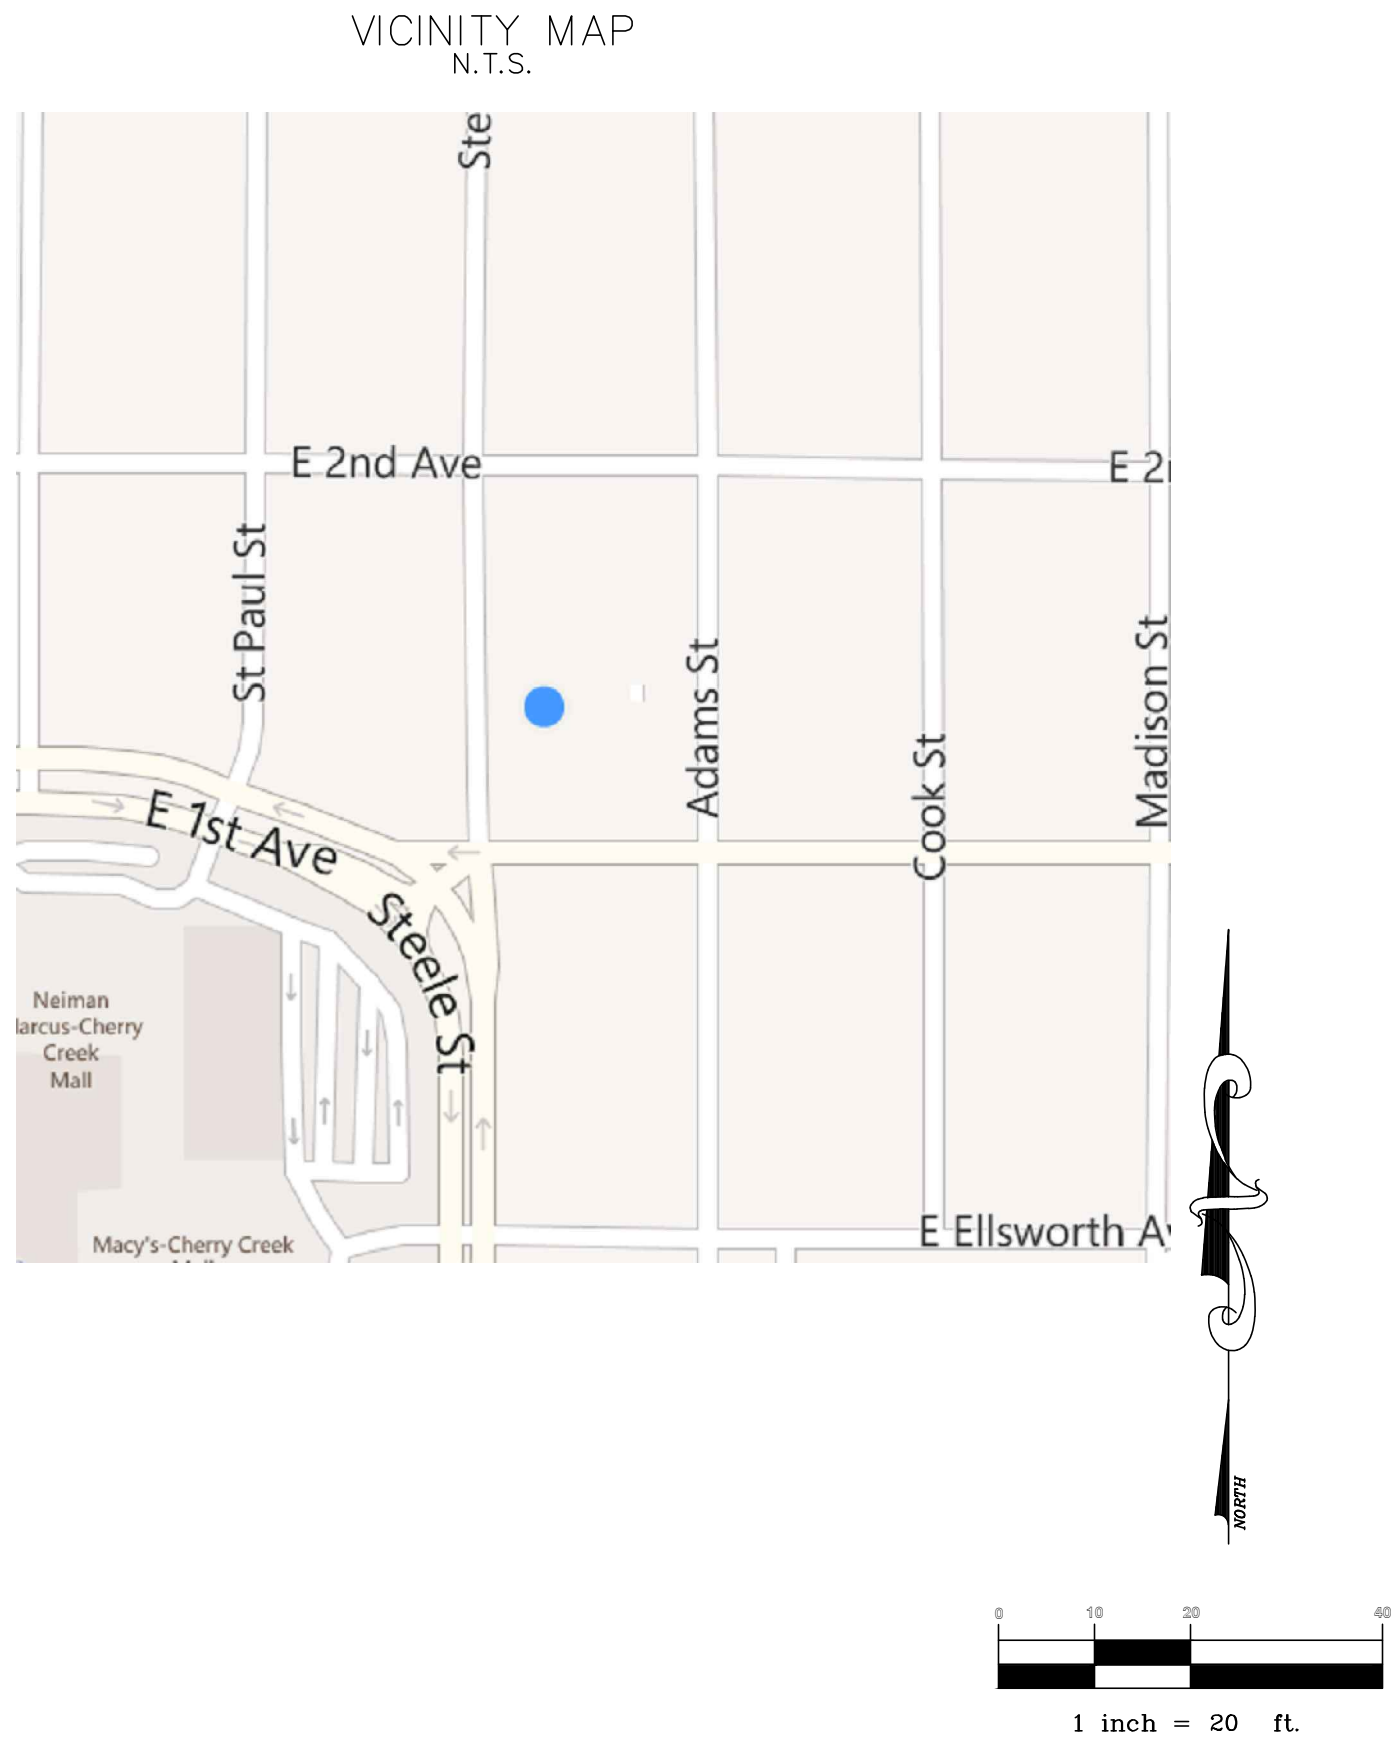 VICINITY MAP
N.T.S.
Ste
E 2nd Ave
E 2
St Paul St
Adams St
Madison St
Cook St
E 1st Ave
Steele St
Neiman
arcus-Cherry
Creek
Mall
E Ellsworth A
Macy's-Cherry Creek
NORTH
0 10 20 40
1 inch = 20 ft.